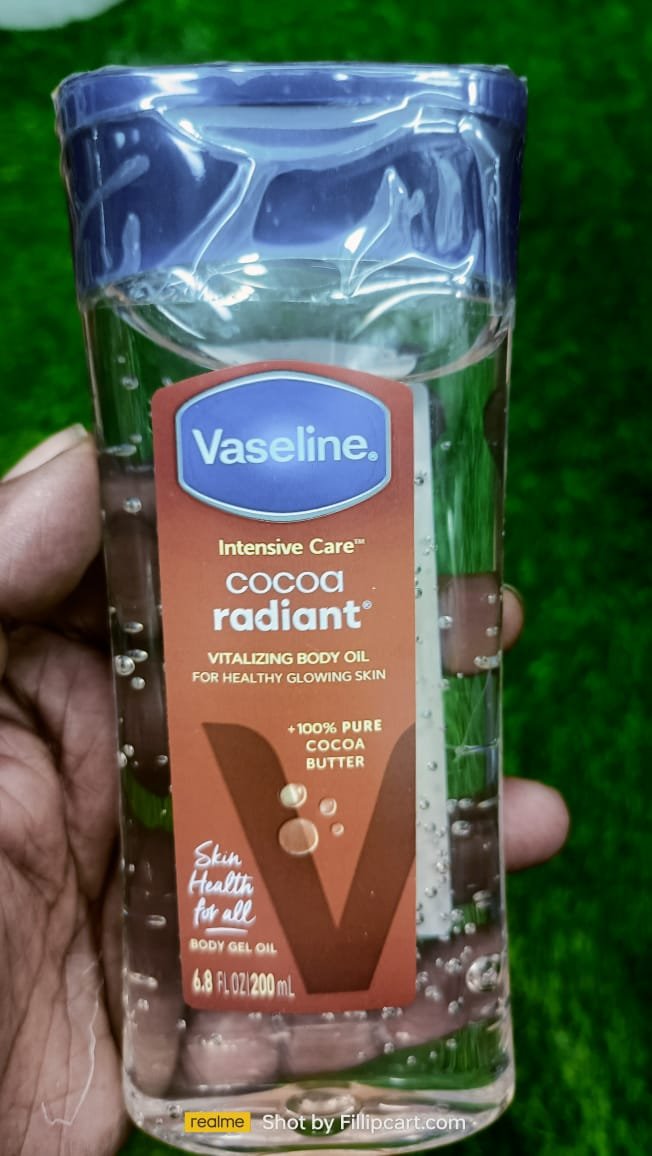 Vaseline®
Intensive Care™
cocoa
radiant®
VITALIZING BODY OiL
FOR HEALTHY GLOWING SKIN
+100% PURE
COCOA
BUTTER
Skin
Health
for all
BODY GEL OIL
6.8 FL OZ|200 mL
realme Shot by Fillipcart.com